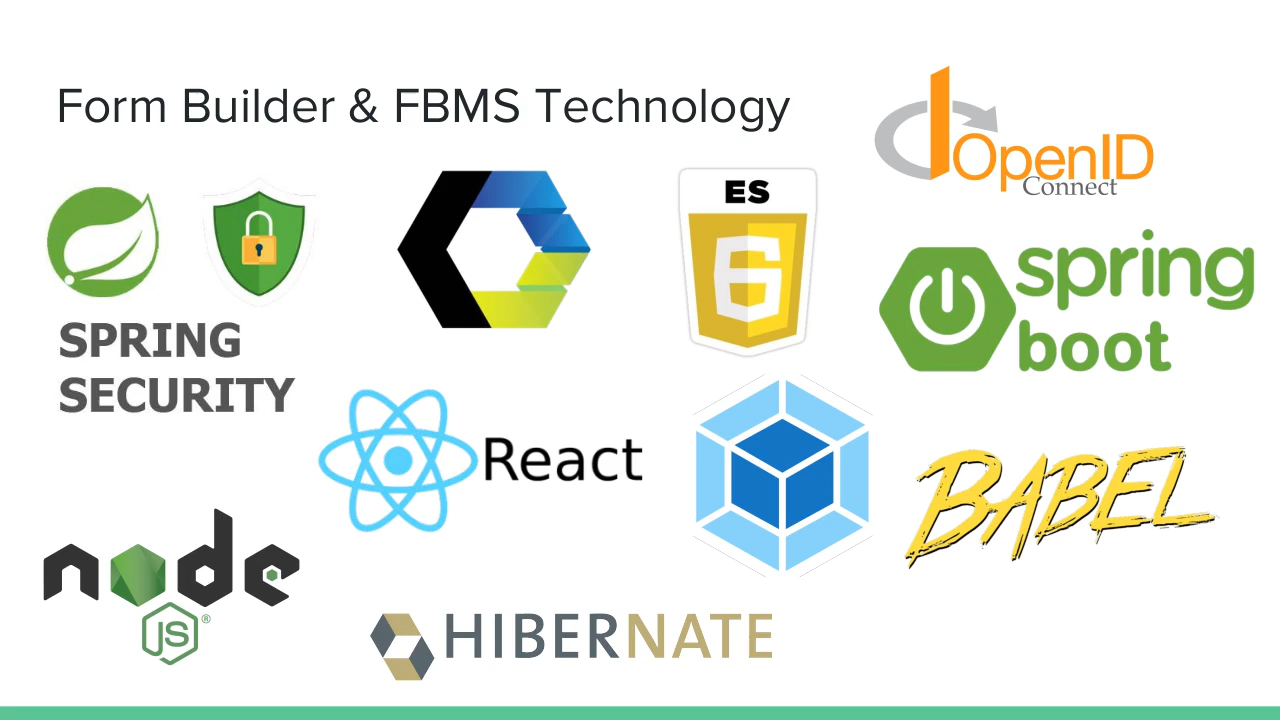 Form Builder & FBMS Technology
OpenID
Connect
ES
6
SPRING
SECURITY
spring
boot
React
BABEL
node
JS®
HIBERNATE